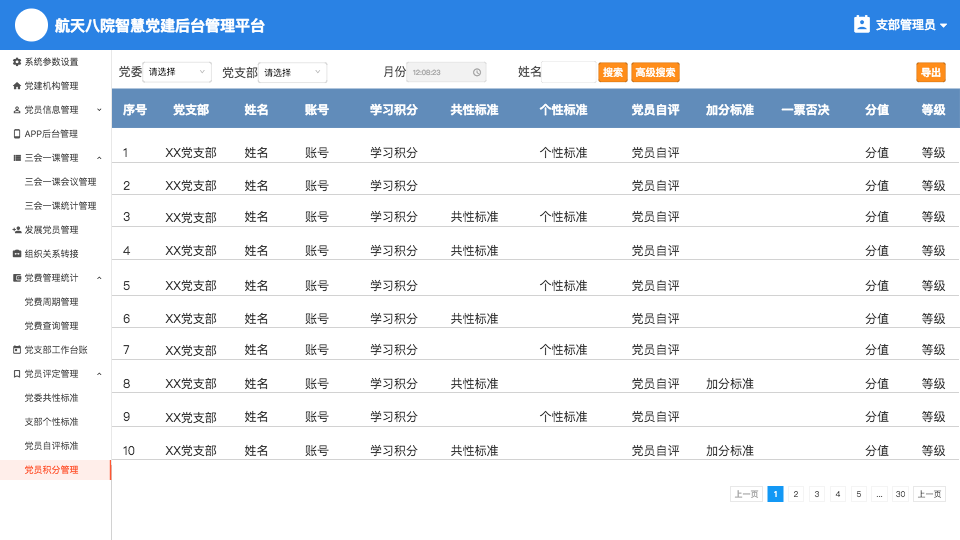 航天八院智慧党建后台管理平台
支部管理员
系统参数设置
党建机构管理
党员信息管理
APP后台管理
三会一课管理
三会一课会议管理
三会一课统计管理
发展党员管理
组织关系转接
党费管理统计
党费周期管理
党费查询管理
党支部工作台账
党员评定管理
党委共性标准
支部个性标准
党员自评标准
党员积分管理
党委 请选择 党支部 请选择 月份 12:08:23 姓名 搜索 高级搜索 导出
序号 党支部 姓名 账号 学习积分 共性标准 个性标准 党员自评 加分标准 一票否决 分值 等级
1 XX党支部 姓名 账号 学习积分 个性标准 党员自评 分值 等级
2 XX党支部 姓名 账号 学习积分 党员自评 分值 等级
3 XX党支部 姓名 账号 学习积分 共性标准 个性标准 党员自评 分值 等级
4 XX党支部 姓名 账号 学习积分 共性标准 党员自评 分值 等级
5 XX党支部 姓名 账号 学习积分 个性标准 党员自评 分值 等级
6 XX党支部 姓名 账号 学习积分 共性标准 党员自评 分值 等级
7 XX党支部 姓名 账号 学习积分 个性标准 党员自评 分值 等级
8 XX党支部 姓名 账号 学习积分 共性标准 党员自评 加分标准 分值 等级
9 XX党支部 姓名 账号 学习积分 个性标准 党员自评 分值 等级
10 XX党支部 姓名 账号 学习积分 共性标准 党员自评 加分标准 分值 等级
上一页 1 2 3 4 5 ... 30 上一页